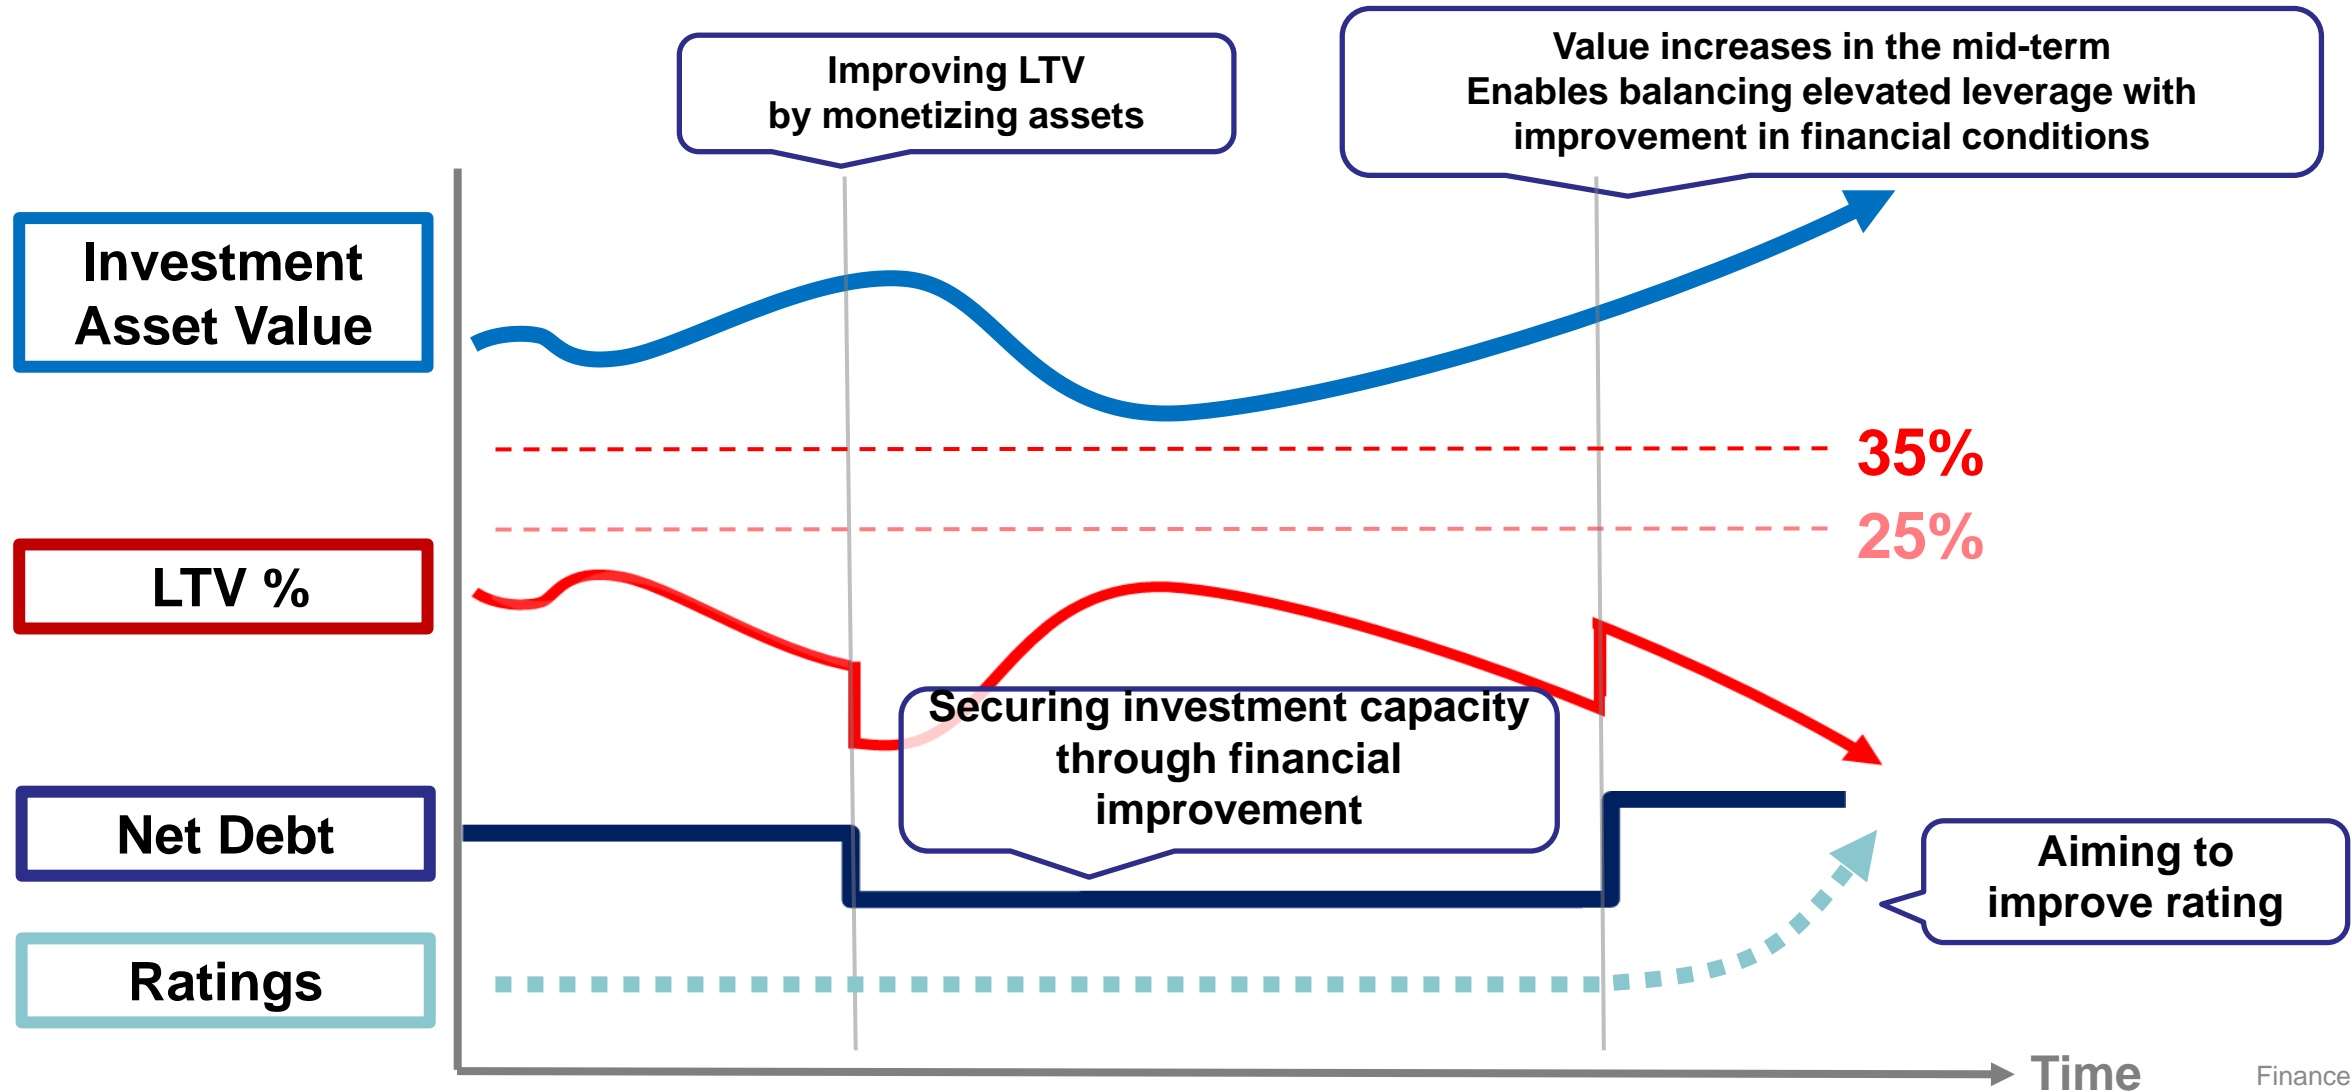 Improving LTV
by monetizing assets
Value increases in the mid-term
Enables balancing elevated leverage with
improvement in financial conditions
Investment
Asset Value
35%
25%
LTV %
Securing investment capacity
through financial
improvement
Net Debt
Aiming to
improve rating
Ratings
Time
Finance